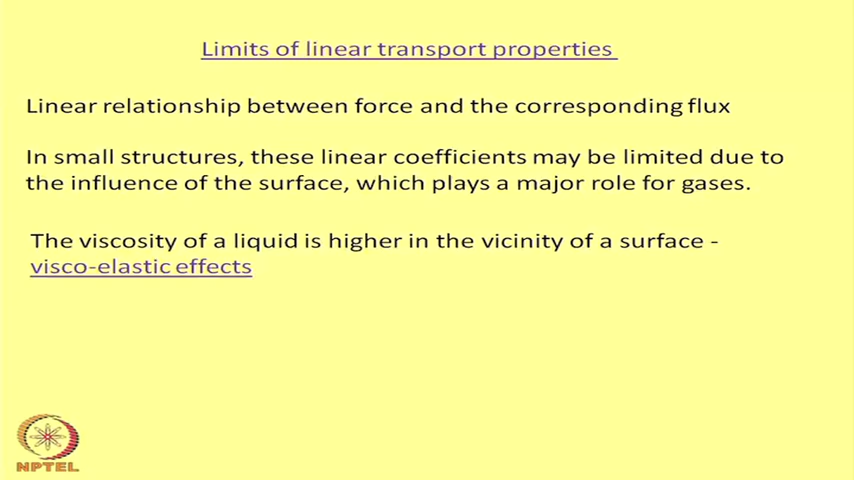 Limits of linear transport properties
Linear relationship between force and the corresponding flux
In small structures, these linear coefficients may be limited due to
the influence of the surface, which plays a major role for gases.
The viscosity of a liquid is higher in the vicinity of a surface -
visco-elastic effects
NPTEL